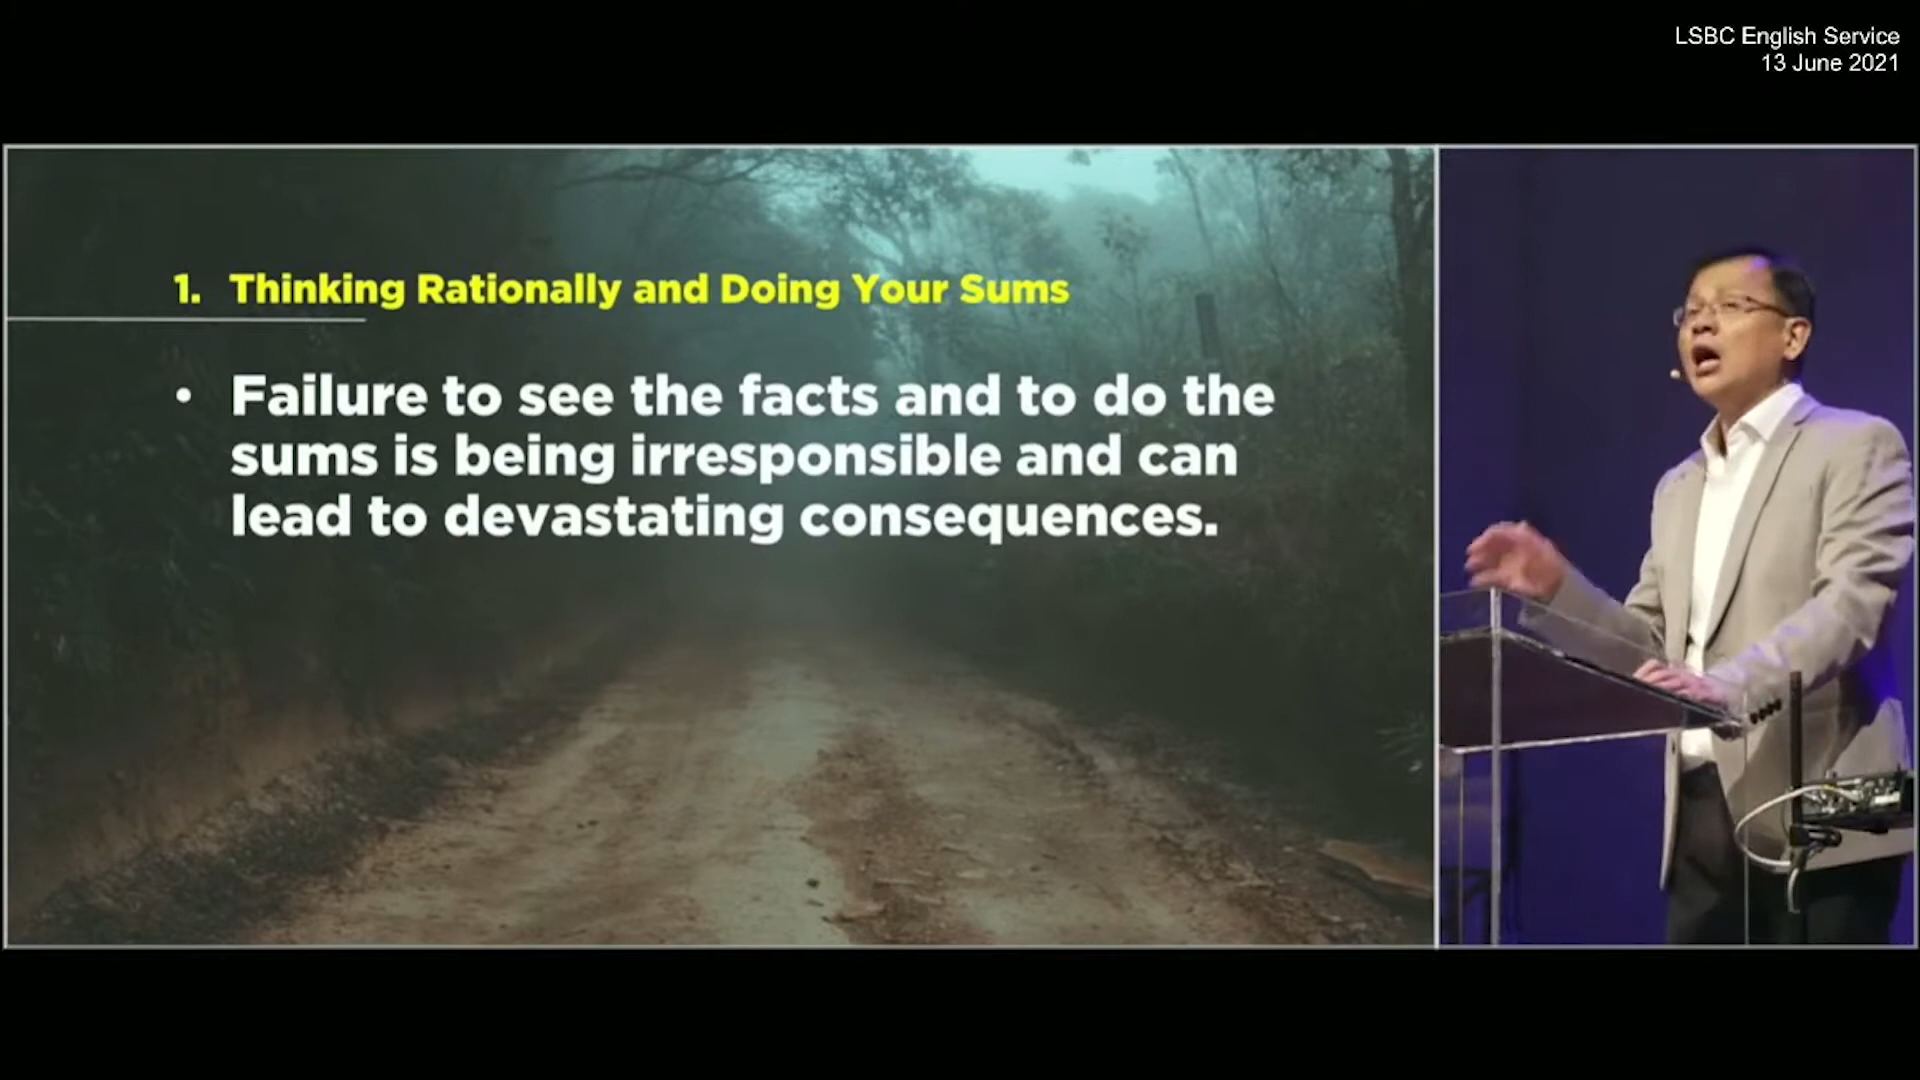 LSBC English Service
13 June 2021
1. Thinking Rationally and Doing Your Sums
• Failure to see the facts and to do the
sums is being irresponsible and can
lead to devastating consequences.